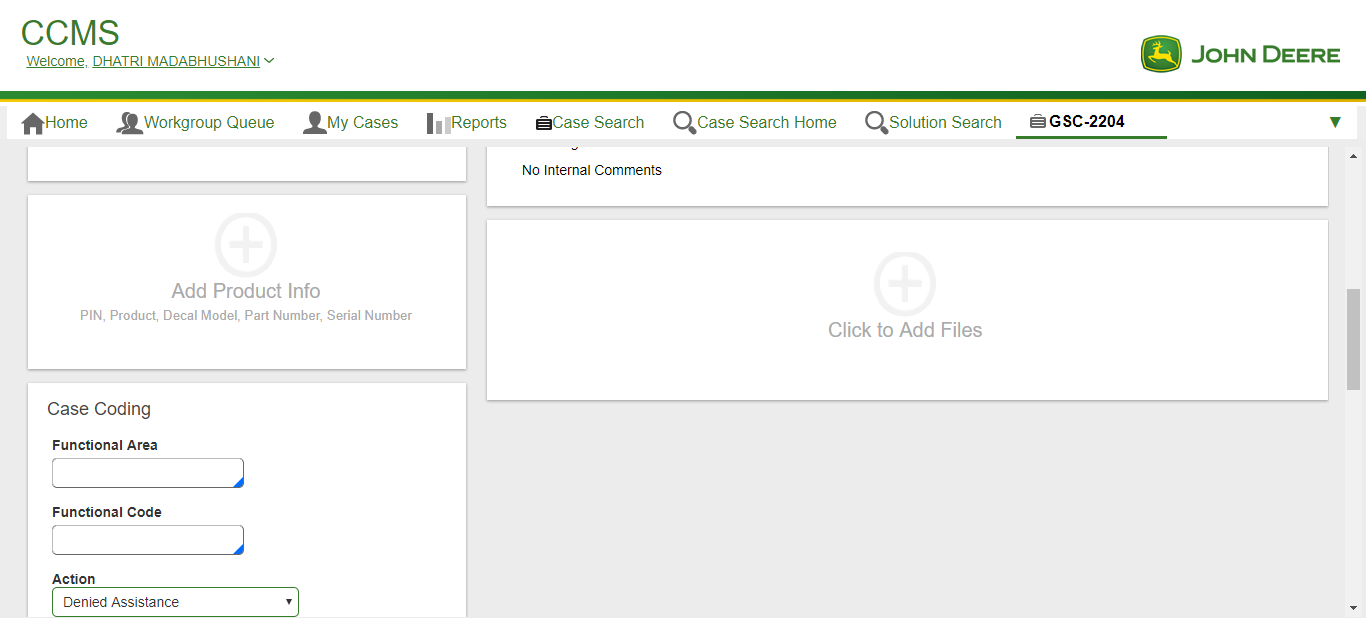 CCMS
Welcome, DHATRI MADABHUSHANI
JOHN DEERE
Home Workgroup Queue My Cases Reports Case Search Case Search Home Solution Search GSC-2204
No Internal Comments
Add Product Info
PIN, Product, Decal Model, Part Number, Serial Number
Click to Add Files
Case Coding
Functional Area
Functional Code
Action
Denied Assistance